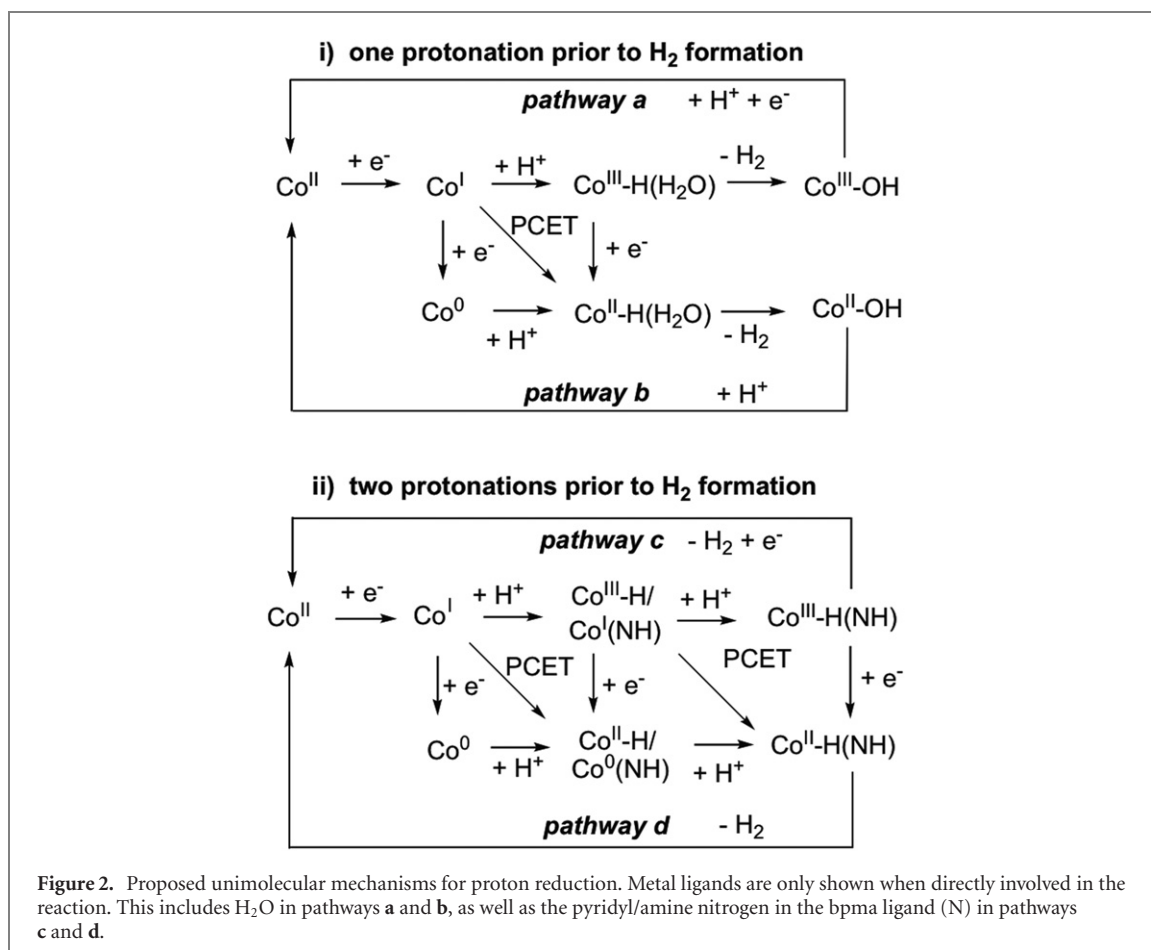 i) one protonation prior to H₂ formation
pathway a + H⁺ + e⁻
+ e⁻ + H⁺ - H₂
Coᴵᴵ Coᴵ Coᴵᴵᴵ-H(H₂O) Coᴵᴵᴵ-OH
PCET
+ e⁻ + e⁻
Co⁰ Coᴵᴵ-H(H₂O) Coᴵᴵ-OH
+ H⁺ - H₂
pathway b + H⁺
ii) two protonations prior to H₂ formation
pathway c - H₂ + e⁻
+ e⁻ + H⁺ Coᴵᴵᴵ-H/ + H⁺
Coᴵᴵ Coᴵ Coᴵ(NH) Coᴵᴵᴵ-H(NH)
PCET PCET
+ e⁻ + e⁻ + e⁻
Co⁰ Coᴵᴵ-H/ Coᴵᴵ-H(NH)
+ H⁺ Co⁰(NH) + H⁺
pathway d - H₂
Figure 2. Proposed unimolecular mechanisms for proton reduction. Metal ligands are only shown when directly involved in the
reaction. This includes H₂O in pathways a and b, as well as the pyridyl/amine nitrogen in the bpma ligand (N) in pathways
c and d.